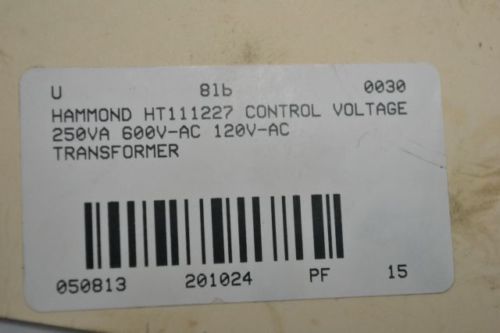 U 81b 0030
HAMMOND HT111227 CONTROL VOLTAGE
250VA 600V-AC 120V-AC
TRANSFORMER
050813 201024 PF 15